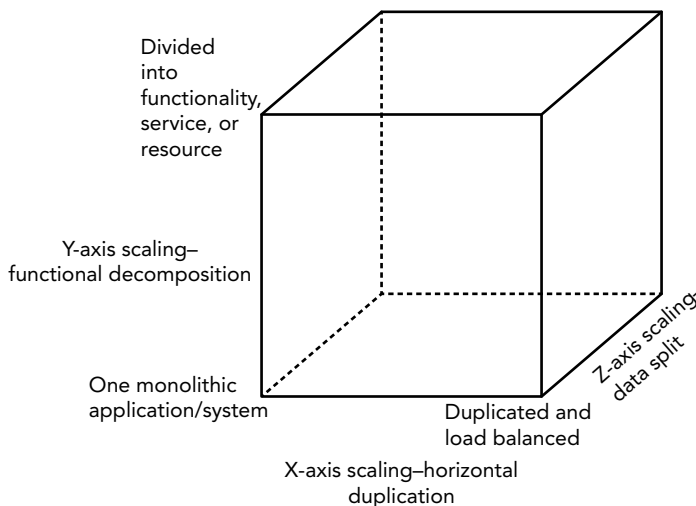 Divided
into
functionality,
service, or
resource
Y-axis scaling–
functional decomposition
Z-axis scaling–
data split
One monolithic
application/system
Duplicated and
load balanced
X-axis scaling–horizontal
duplication